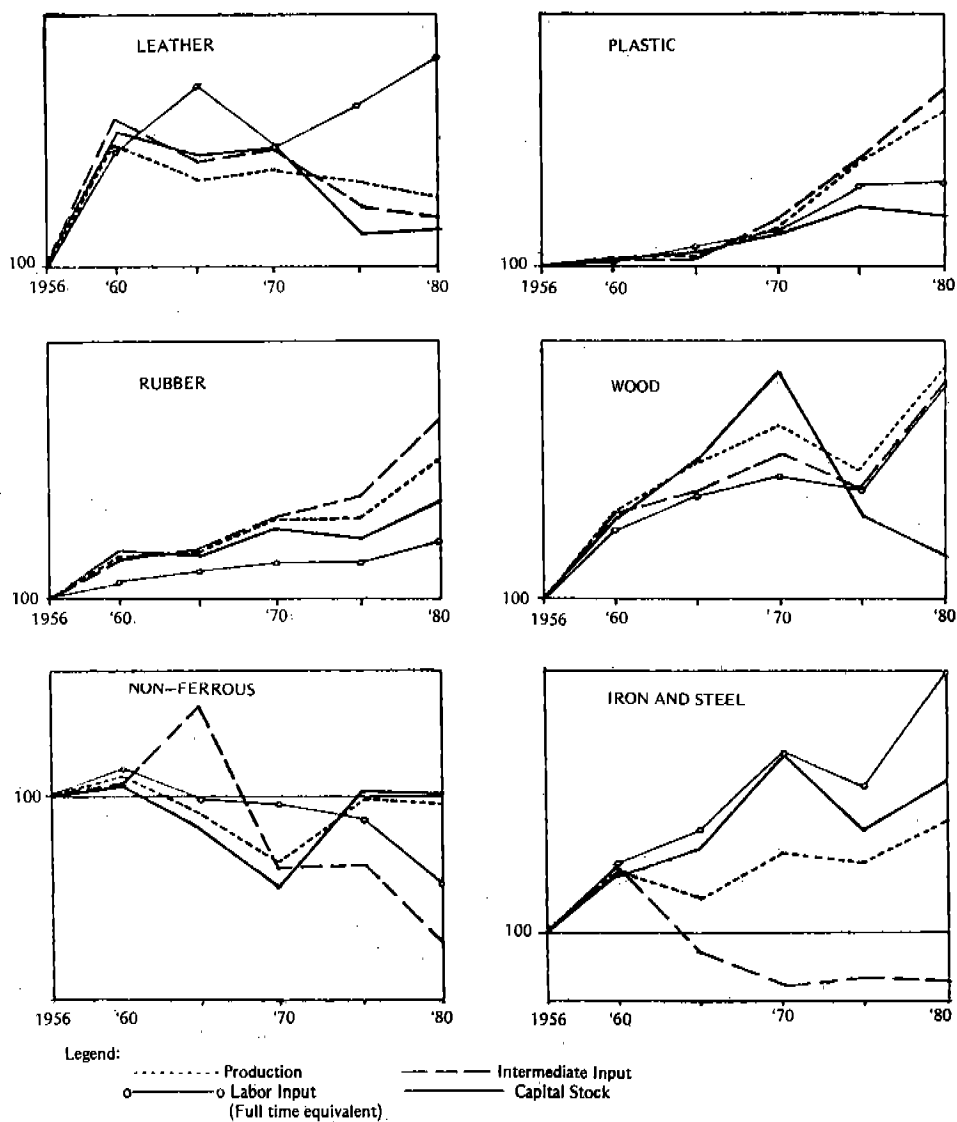 LEATHER
100
1956 '60 '70 '80
PLASTIC
100
1956 '60 '70 '80
RUBBER
100
1956 '60 '70 '80
WOOD
100
1956 '60 '70 '80
NON-FERROUS
100
1956 '60 '70 '80
IRON AND STEEL
100
1956 '60 '70 '80
Legend:
Production
Intermediate Input
Labor Input
(Full time equivalent)
Capital Stock